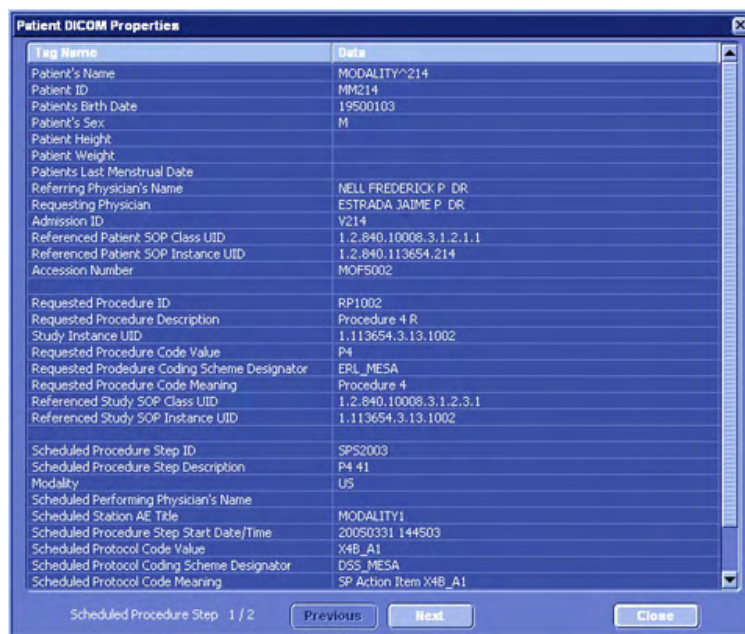 Patient DICOM Properties
Tag Name Data
Patient's Name MODALITY^214
Patient ID MM214
Patients Birth Date 19500103
Patient's Sex M
Patient Height
Patient Weight
Patients Last Menstrual Date
Referring Physician's Name NELL FREDERICK P DR
Requesting Physician ESTRADA JAIME P DR
Admission ID V214
Referenced Patient SOP Class UID 1.2.840.10008.3.1.2.1.1
Referenced Patient SOP Instance UID 1.2.840.113654.214
Accession Number MOF5002
Requested Procedure ID RP1002
Requested Procedure Description Procedure 4 R
Study Instance UID 1.113654.3.13.1002
Requested Procedure Code Value P4
Requested Prodedure Coding Scheme Designator ERL_MESA
Requested Procedure Code Meaning Procedure 4
Referenced Study SOP Class UID 1.2.840.10008.3.1.2.3.1
Referenced Study SOP Instance UID 1.113654.3.13.1002
Scheduled Procedure Step ID SPS2003
Scheduled Procedure Step Description P4 41
Modality US
Scheduled Performing Physician's Name
Scheduled Station AE Title MODALITY1
Scheduled Procedure Step Start Date/Time 20050331 144503
Scheduled Protocol Code Value X4B_A1
Scheduled Protocol Coding Scheme Designator DSS_MESA
Scheduled Protocol Code Meaning SP Action Item X4B_A1
Scheduled Procedure Step 1 / 2 Previous Next Close